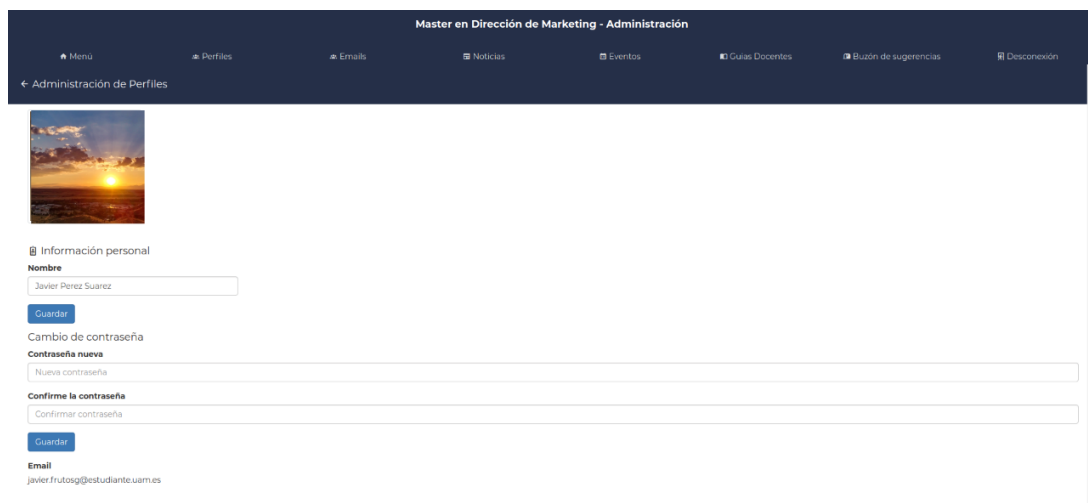 Master en Dirección de Marketing - Administración
Menú Perfiles Emails Noticias Eventos Guias Docentes Buzón de sugerencias Desconexión
← Administración de Perfiles
Información personal
Nombre
Javier Perez Suarez
Guardar
Cambio de contraseña
Contraseña nueva
Nueva contraseña
Confirme la contraseña
Confirmar contraseña
Guardar
Email
javier.frutosg@estudiante.uam.es